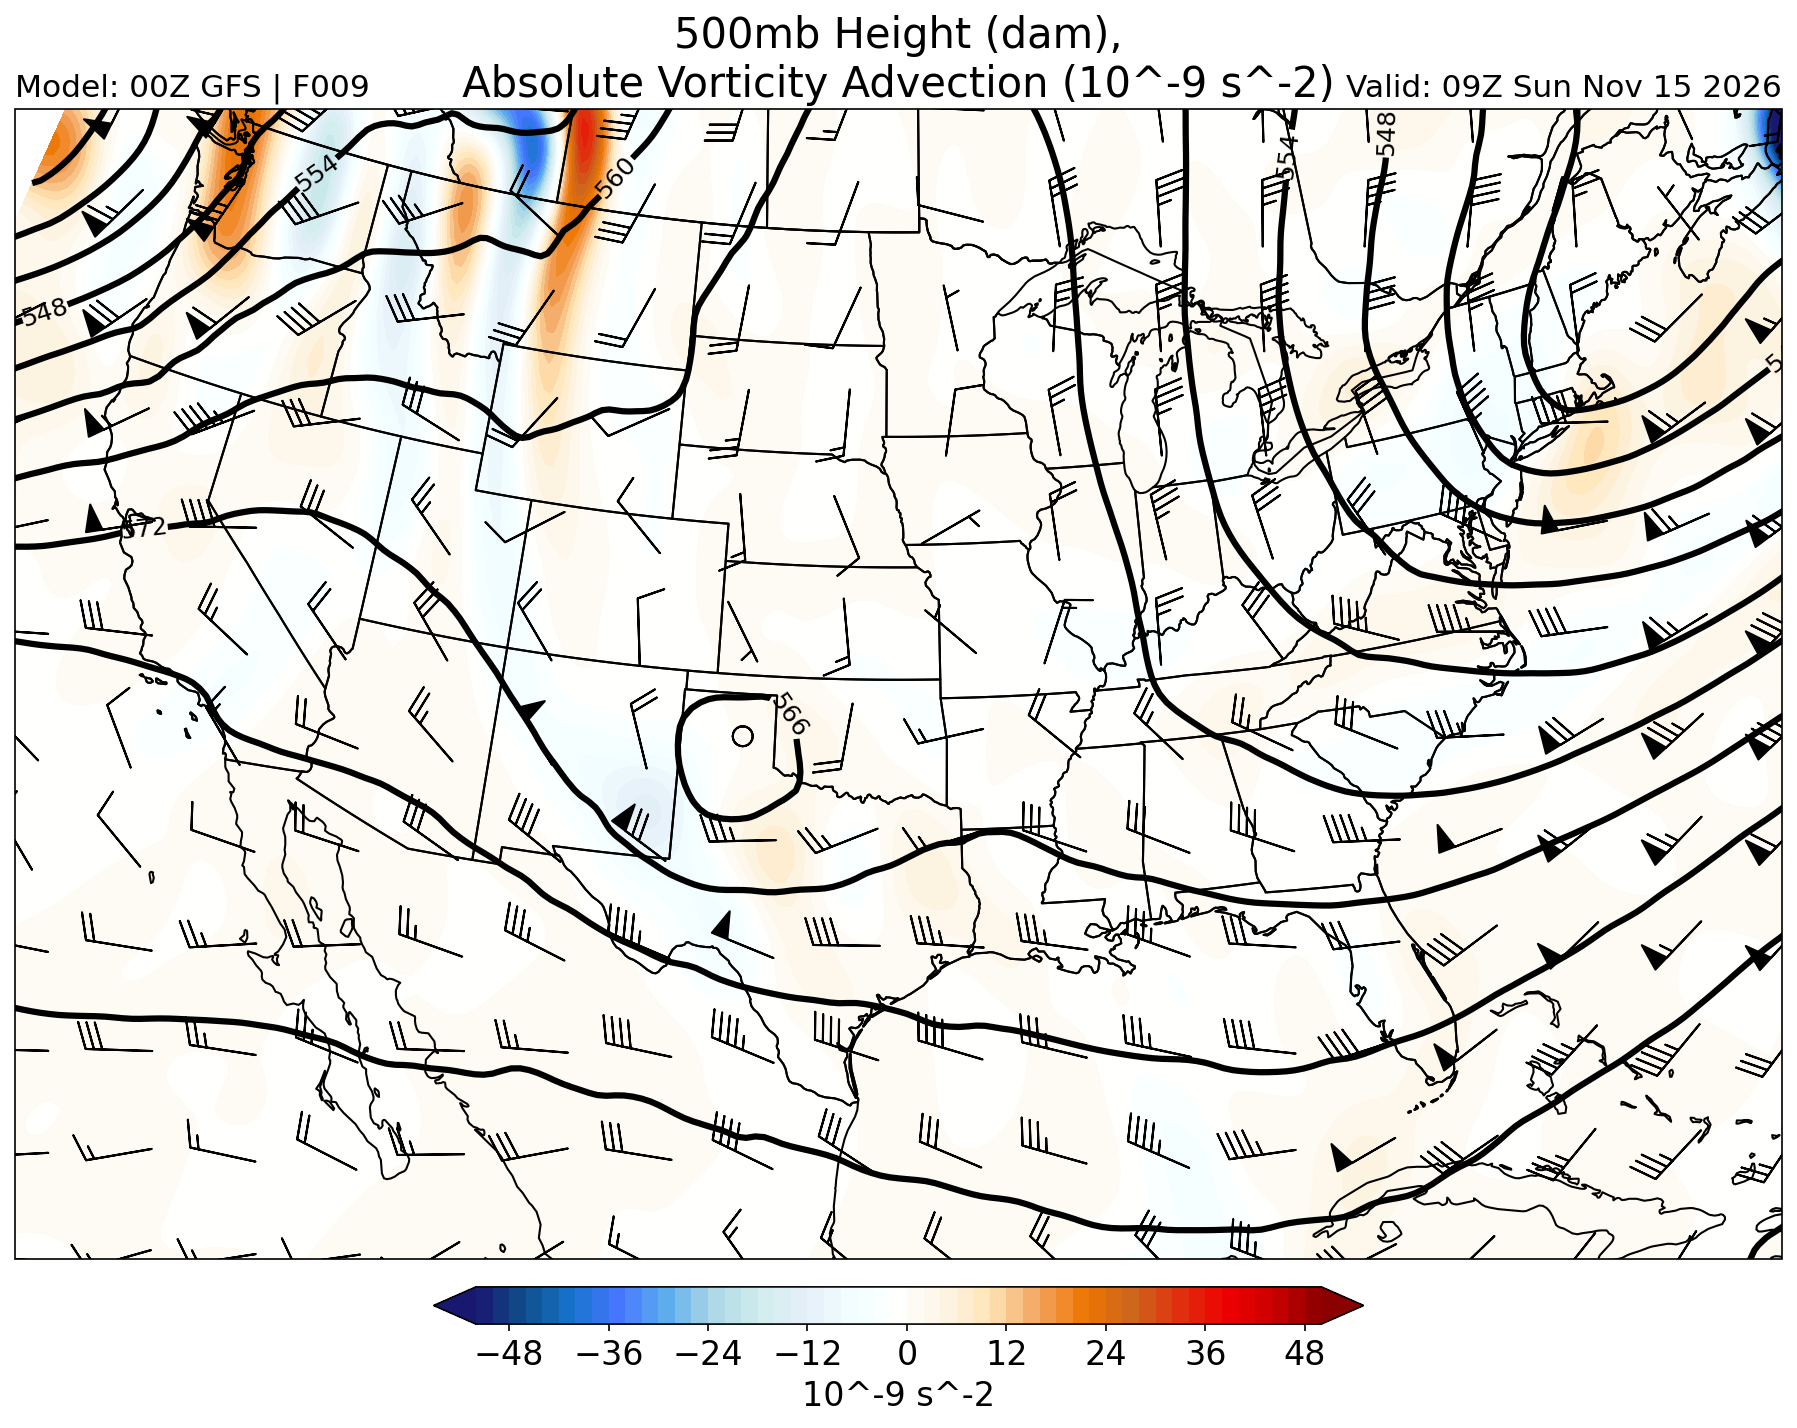 500mb Height (dam),
Model: 00Z GFS | F009
Absolute Vorticity Advection (10^-9 s^-2)
Valid: 09Z Sun Nov 15 2026
554
560
554
548
548
572
566
−48 −36 −24 −12 0 12 24 36 48
10^-9 s^-2